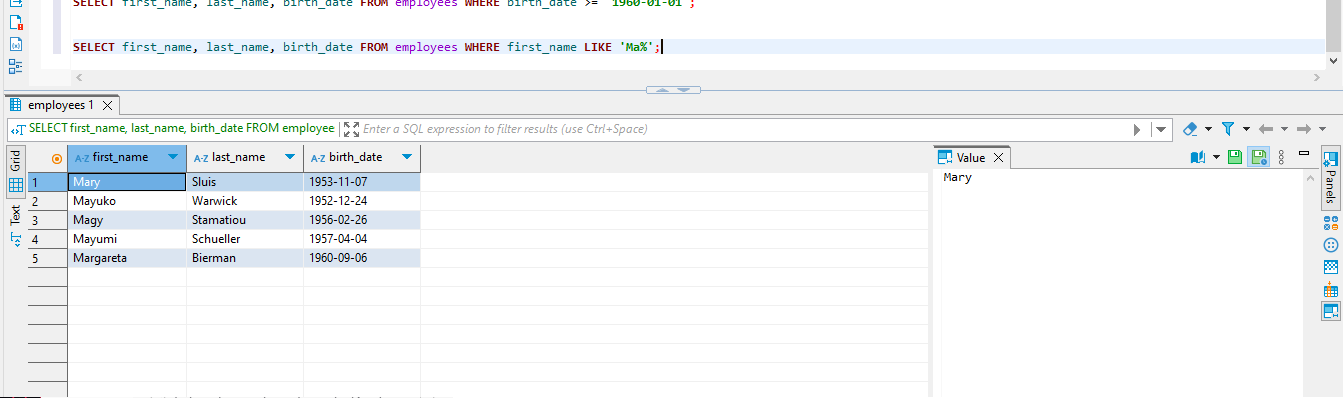 SELECT first_name, last_name, birth_date FROM employees WHERE birth_date >= '1960-01-01';
SELECT first_name, last_name, birth_date FROM employees WHERE first_name LIKE 'Ma%';
employees 1
SELECT first_name, last_name, birth_date FROM employee
Enter a SQL expression to filter results (use Ctrl+Space)
Grid
Text
A-Z first_name A-Z last_name A-Z birth_date
1 Mary Sluis 1953-11-07
2 Mayuko Warwick 1952-12-24
3 Magy Stamatiou 1956-02-26
4 Mayumi Schueller 1957-04-04
5 Margareta Bierman 1960-09-06
Value
Mary
Panels